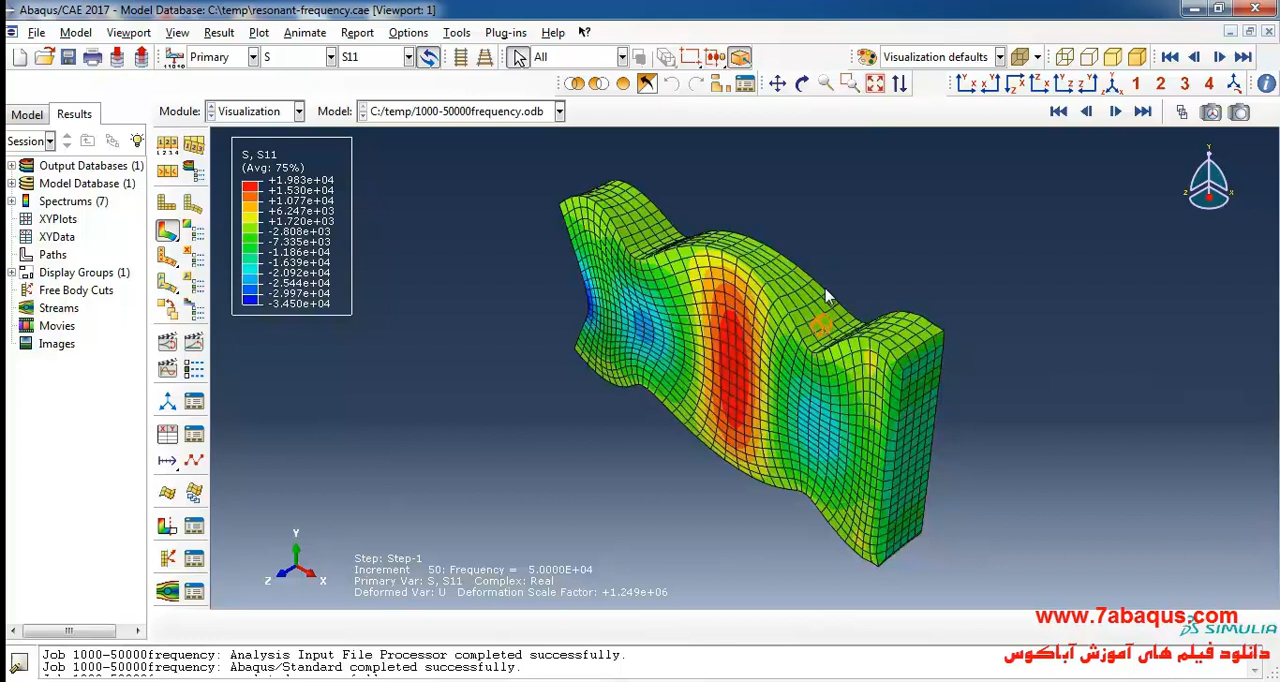 Abaqus/CAE 2017 - Model Database: C:\temp\resonant-frequency.cae [Viewport: 1]
File Model Viewport View Result Plot Animate Report Options Tools Plug-ins Help
Primary S S11 All Visualization defaults
1 2 3 4
Model Results Module: Visualization Model: C:/temp/1000-50000frequency.odb
Session
Output Databases (1)
Model Database (1)
Spectrums (7)
XYPlots
XYData
Paths
Display Groups (1)
Free Body Cuts
Streams
Movies
Images
S, S11
(Avg: 75%)
+1.983e+04
+1.530e+04
+1.077e+04
+6.247e+03
+1.720e+03
-2.808e+03
-7.335e+03
-1.186e+04
-1.639e+04
-2.092e+04
-2.544e+04
-2.997e+04
-3.450e+04
Y
Z X
Y
Z X
Step: Step-1
Increment 50: Frequency = 5.0000E+04
Primary Var: S, S11 Complex: Real
Deformed Var: U Deformation Scale Factor: +1.249e+06
www.7abaqus.com
SIMULIA
دانلود فیلم های آموزش آباکوس
Job 1000-50000frequency: Analysis Input File Processor completed successfully.
Job 1000-50000frequency: Abaqus/Standard completed successfully.